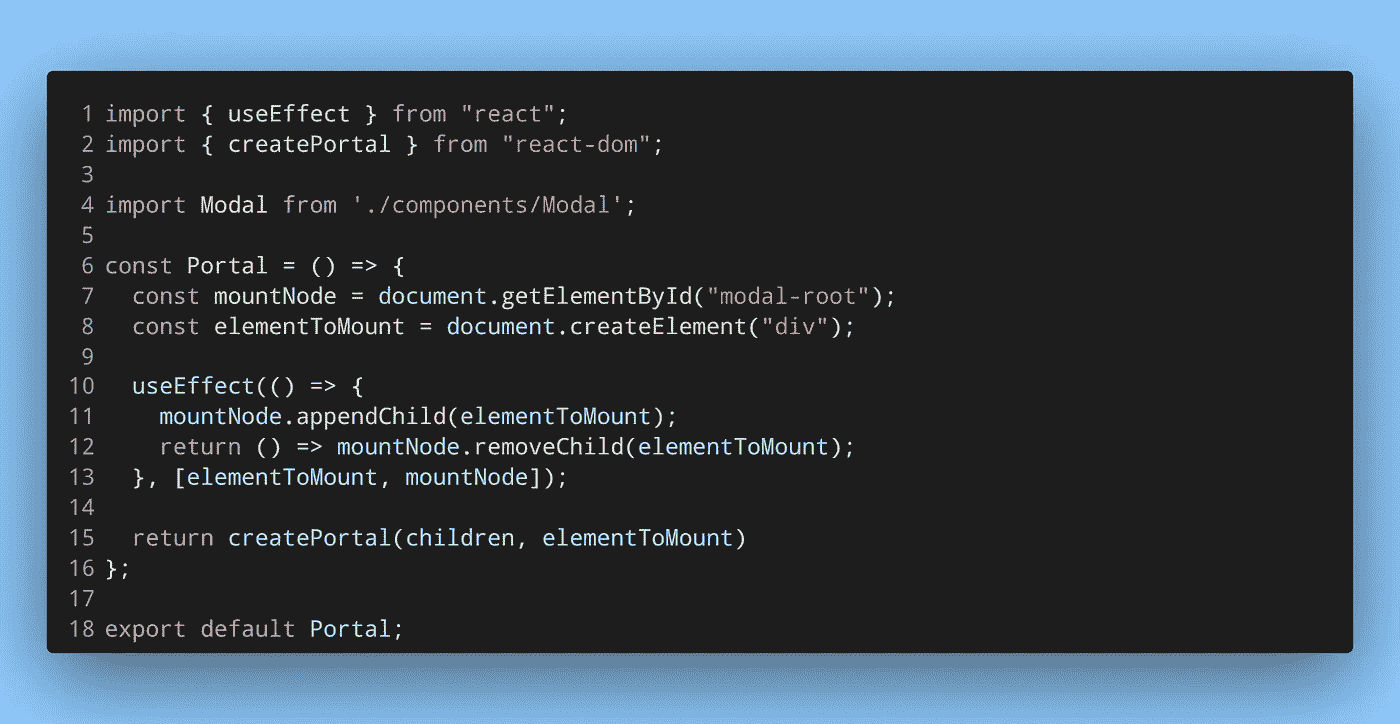 1 import { useEffect } from "react";
2 import { createPortal } from "react-dom";
3
4 import Modal from './components/Modal';
5
6 const Portal = () => {
7   const mountNode = document.getElementById("modal-root");
8   const elementToMount = document.createElement("div");
9
10   useEffect(() => {
11     mountNode.appendChild(elementToMount);
12     return () => mountNode.removeChild(elementToMount);
13   }, [elementToMount, mountNode]);
14
15   return createPortal(children, elementToMount)
16 };
17
18 export default Portal;